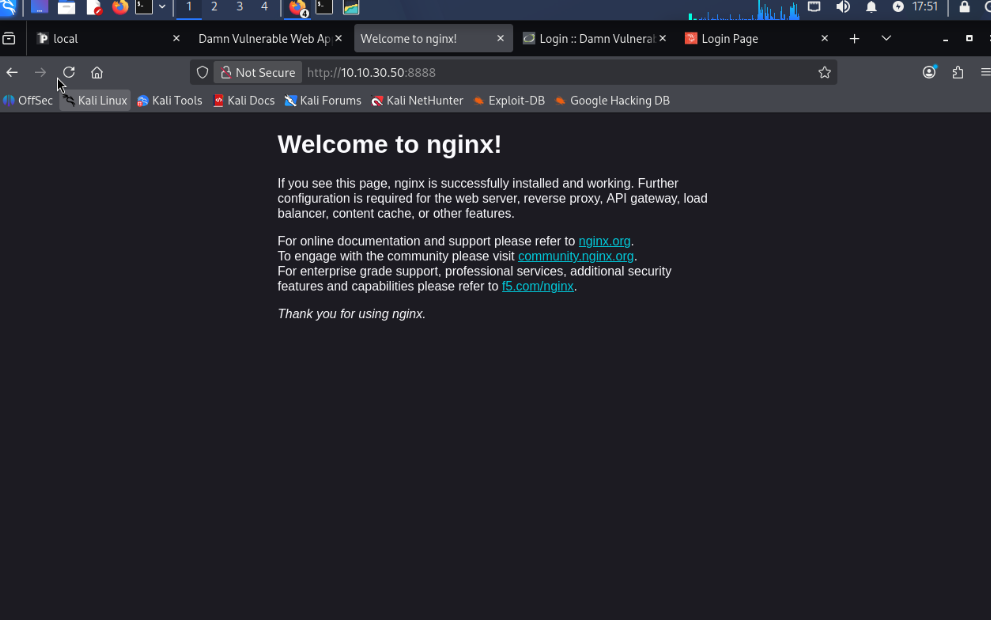 1 2 3 4 4 17:51
local Damn Vulnerable Web Ap Welcome to nginx! Login :: Damn Vulneral Login Page
Not Secure http://10.10.30.50:8888
OffSec Kali Linux Kali Tools Kali Docs Kali Forums Kali NetHunter Exploit-DB Google Hacking DB
Welcome to nginx!
If you see this page, nginx is successfully installed and working. Further
configuration is required for the web server, reverse proxy, API gateway, load
balancer, content cache, or other features.
For online documentation and support please refer to nginx.org.
To engage with the community please visit community.nginx.org.
For enterprise grade support, professional services, additional security
features and capabilities please refer to f5.com/nginx.
Thank you for using nginx.